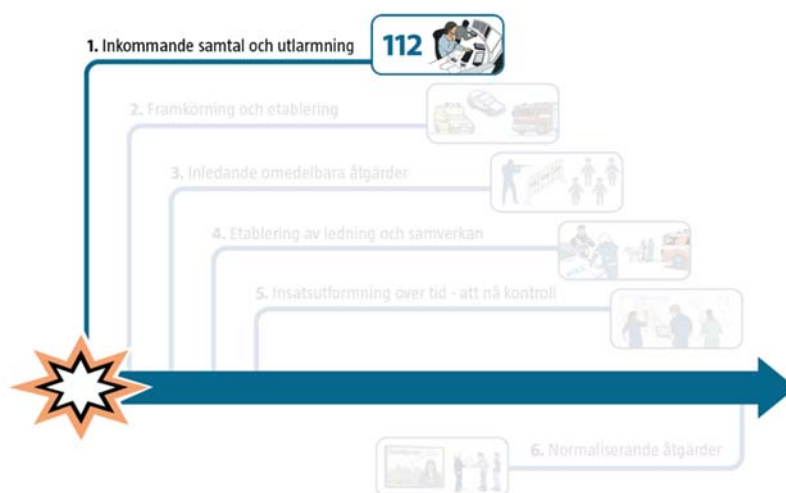 1. Inkommande samtal och utlarmning
112
2. Framkörning och etablering
3. Inledande omedelbara åtgärder
4. Etablering av ledning och samverkan
5. Insatsutformning över tid - att nå kontroll
6. Normaliserande åtgärder